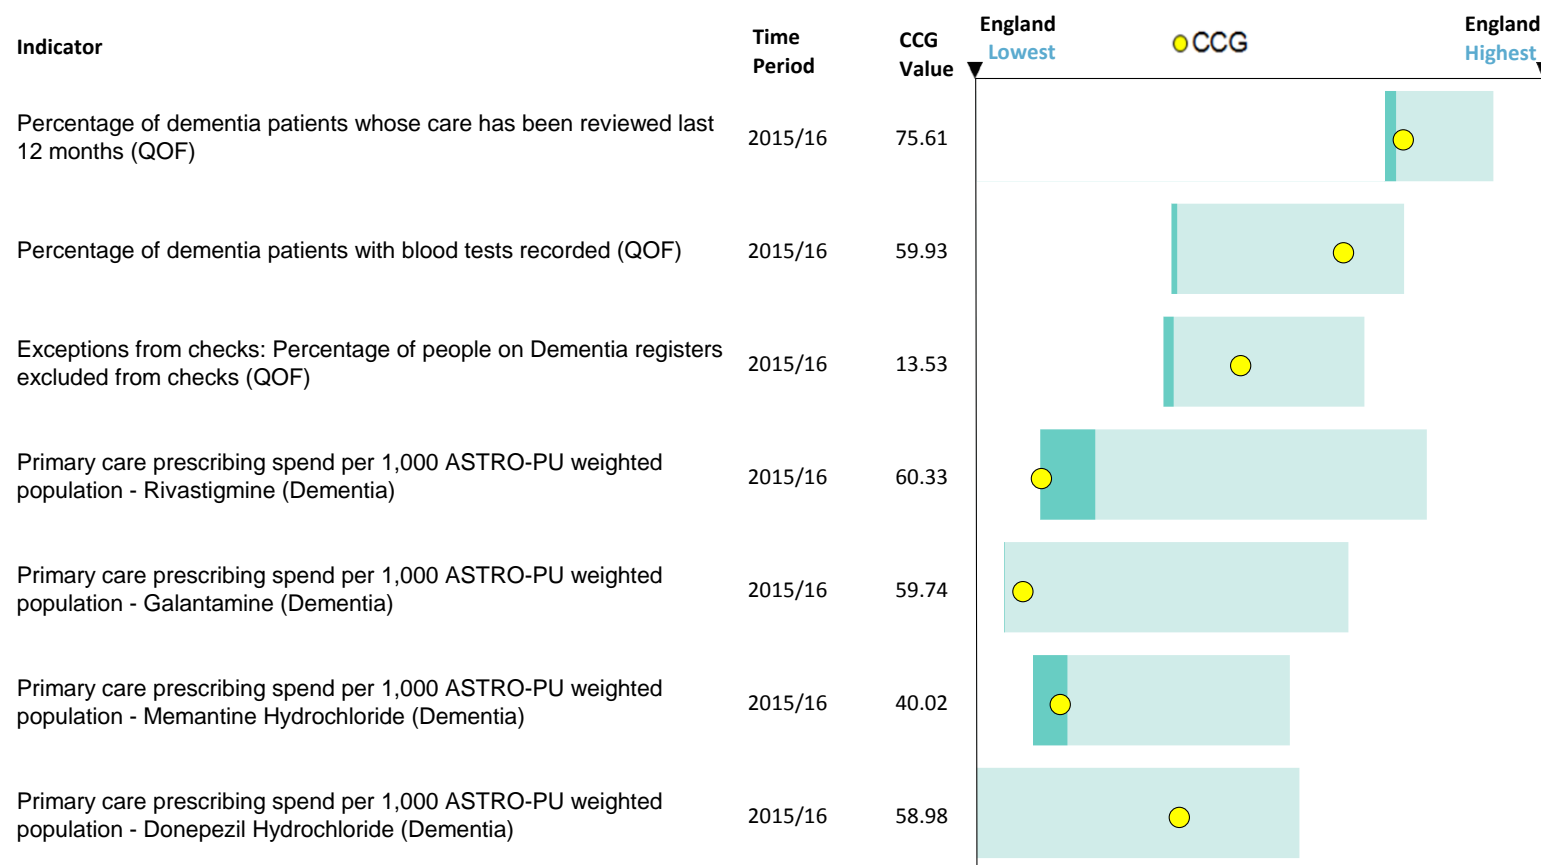 Indicator
Time
Period
CCG
Value
England
Lowest
CCG
England
Highest
Percentage of dementia patients whose care has been reviewed last
12 months (QOF)
2015/16
75.61
Percentage of dementia patients with blood tests recorded (QOF)
2015/16
59.93
Exceptions from checks: Percentage of people on Dementia registers
excluded from checks (QOF)
2015/16
13.53
Primary care prescribing spend per 1,000 ASTRO-PU weighted
population - Rivastigmine (Dementia)
2015/16
60.33
Primary care prescribing spend per 1,000 ASTRO-PU weighted
population - Galantamine (Dementia)
2015/16
59.74
Primary care prescribing spend per 1,000 ASTRO-PU weighted
population - Memantine Hydrochloride (Dementia)
2015/16
40.02
Primary care prescribing spend per 1,000 ASTRO-PU weighted
population - Donepezil Hydrochloride (Dementia)
2015/16
58.98